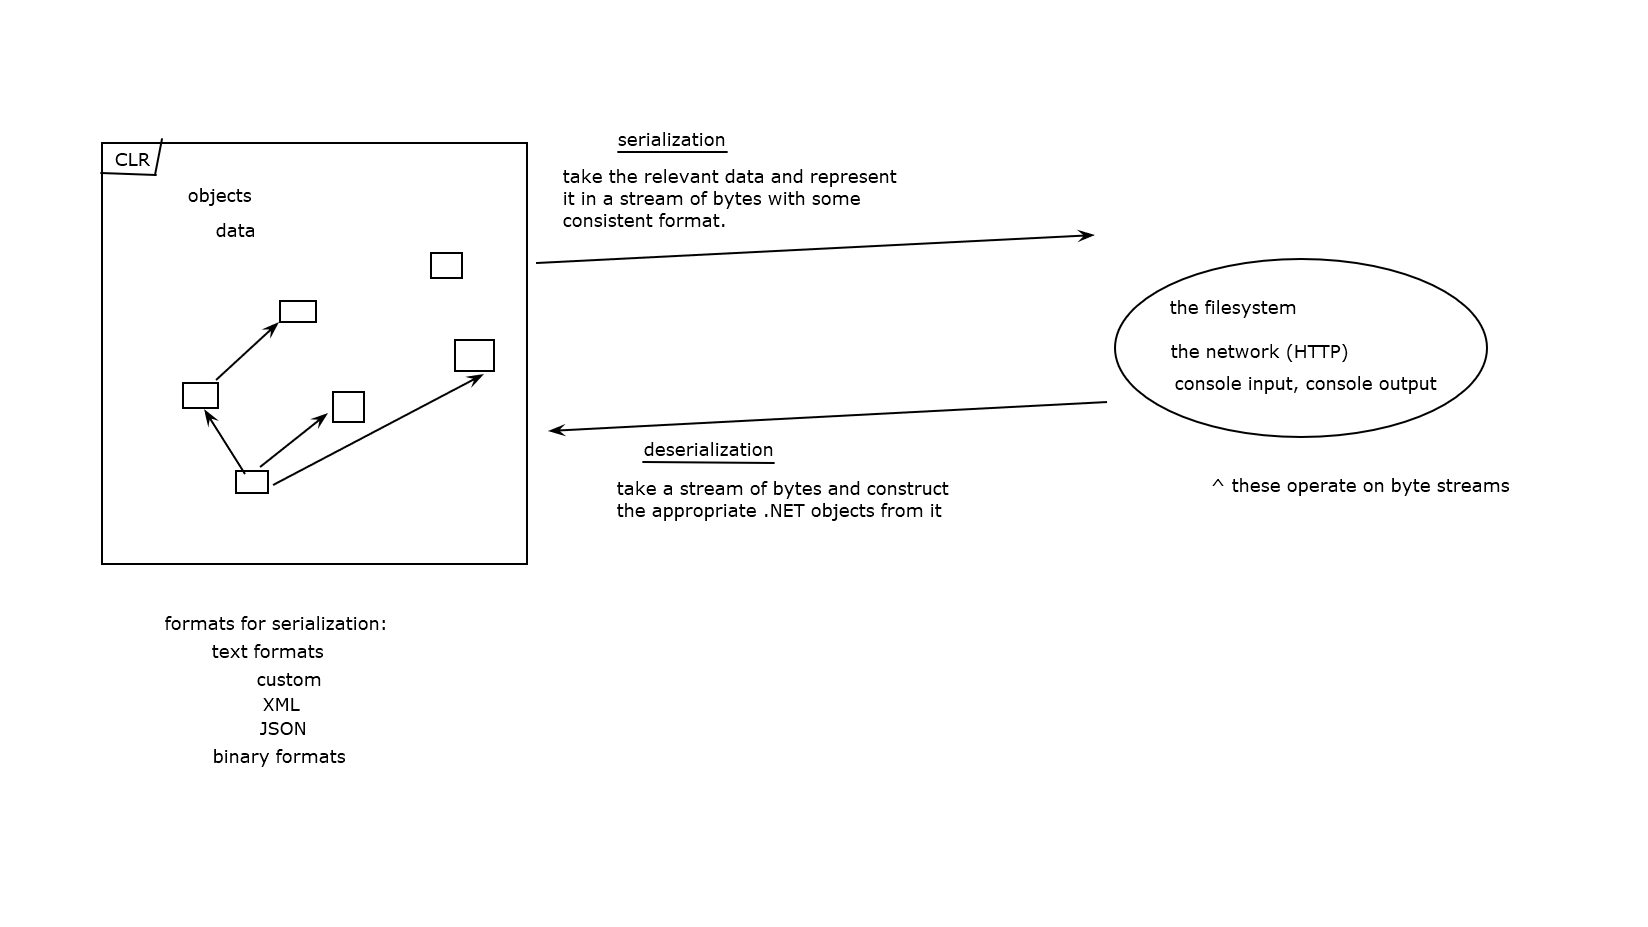 CLR
objects
data
serialization
take the relevant data and represent
it in a stream of bytes with some
consistent format.
the filesystem
the network (HTTP)
console input, console output
^ these operate on byte streams
deserialization
take a stream of bytes and construct
the appropriate .NET objects from it
formats for serialization:
text formats
custom
XML
JSON
binary formats